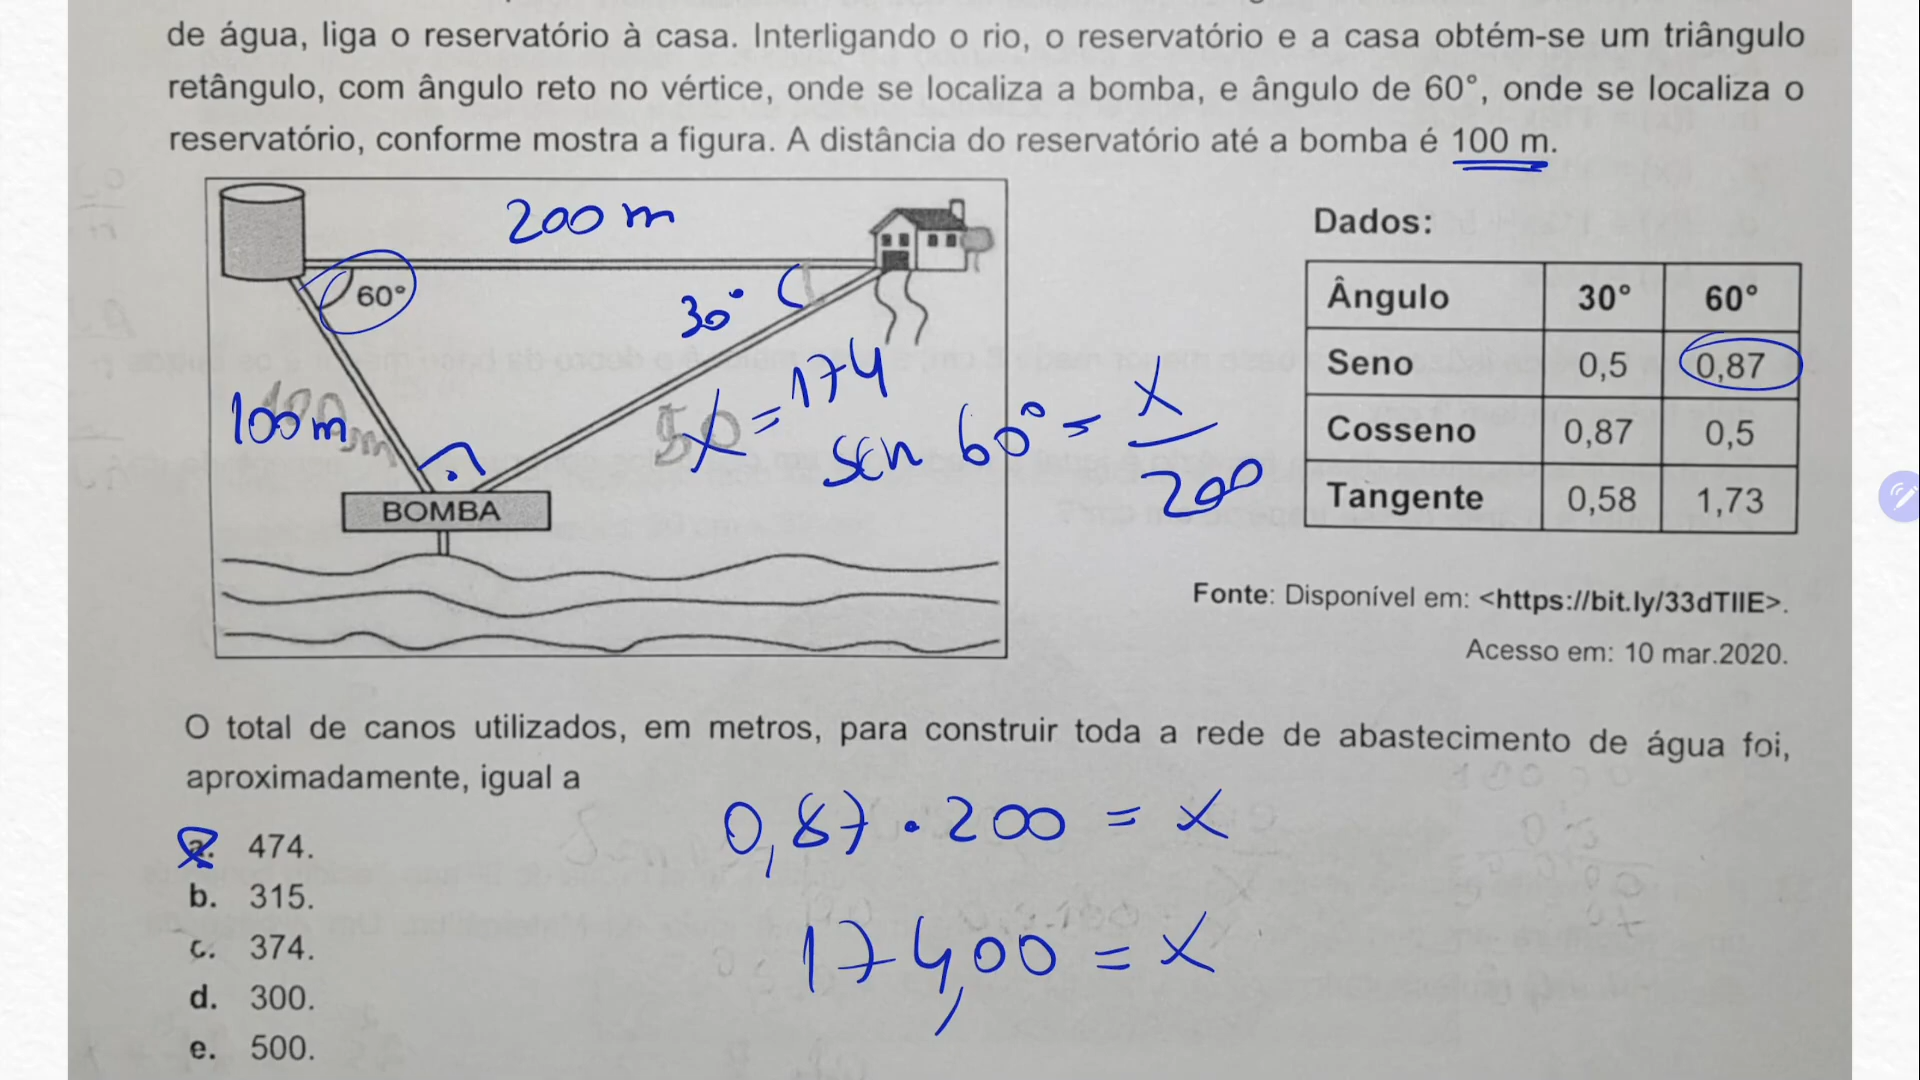 de água, liga o reservatório à casa. Interligando o rio, o reservatório e a casa obtém-se um triângulo
retângulo, com ângulo reto no vértice, onde se localiza a bomba, e ângulo de 60°, onde se localiza o
reservatório, conforme mostra a figura. A distância do reservatório até a bomba é 100 m.
200 m
60°
30°
100 m
50
x = 174
sen 60° = x/200
BOMBA
Dados:
Ângulo 30° 60°
Seno 0,5 0,87
Cosseno 0,87 0,5
Tangente 0,58 1,73
Fonte: Disponível em: <https://bit.ly/33dTIIE>.
Acesso em: 10 mar.2020.
O total de canos utilizados, em metros, para construir toda a rede de abastecimento de água foi,
aproximadamente, igual a
0,87 • 200 = x
174,00 = x
a. 474.
b. 315.
c. 374.
d. 300.
e. 500.